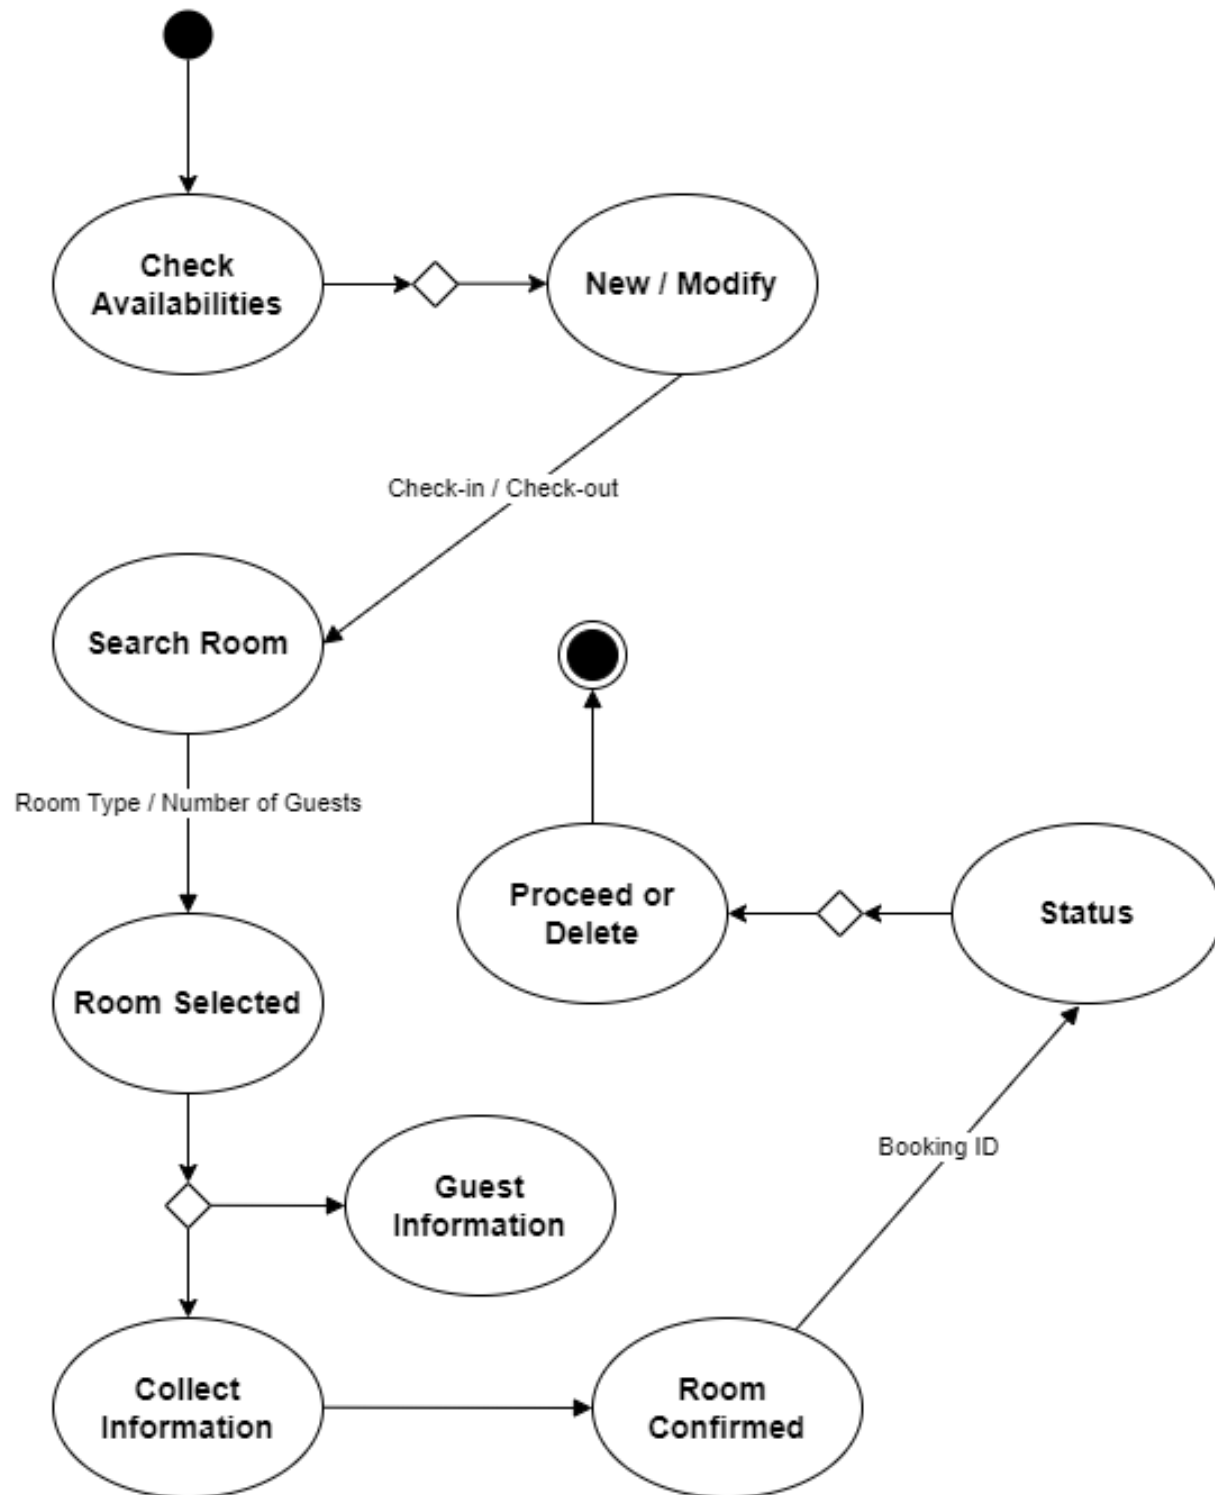 Check
Availabilities
New / Modify
Check-in / Check-out
Search Room
Room Type / Number of Guests
Proceed or
Delete
Status
Room Selected
Booking ID
Guest
Information
Collect
Information
Room
Confirmed